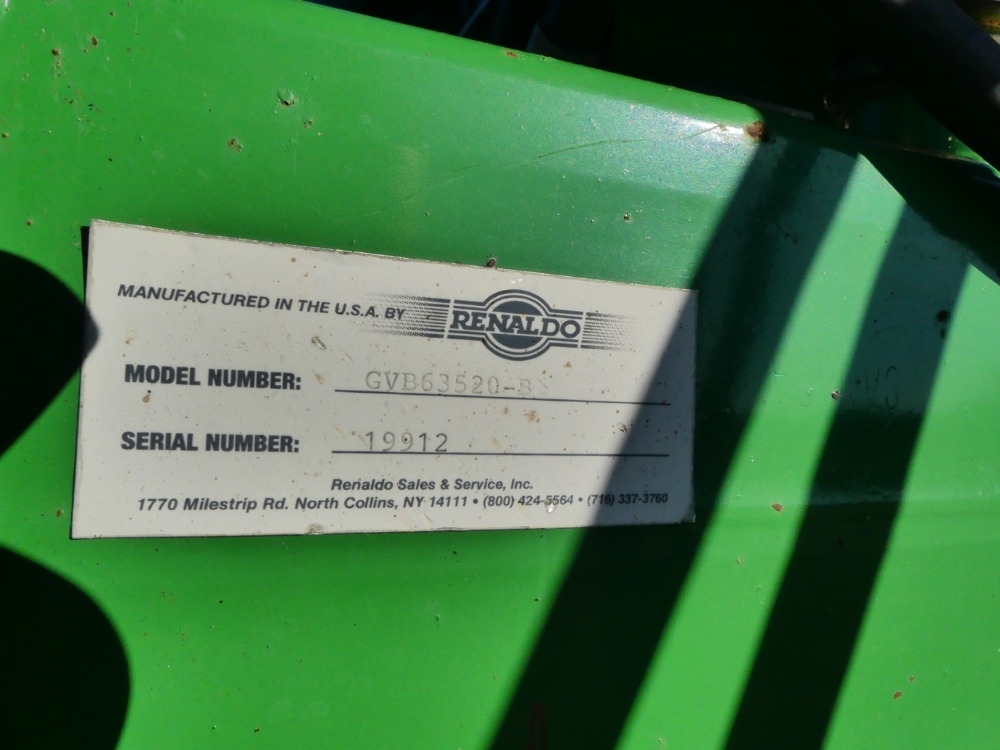 MANUFACTURED IN THE U.S.A. BY RENALDO
MODEL NUMBER: GVB63520-B
SERIAL NUMBER: 19912
Renaldo Sales & Service, Inc.
1770 Milestrip Rd. North Collins, NY 14111 • (800) 424-5564 • (716) 337-3760